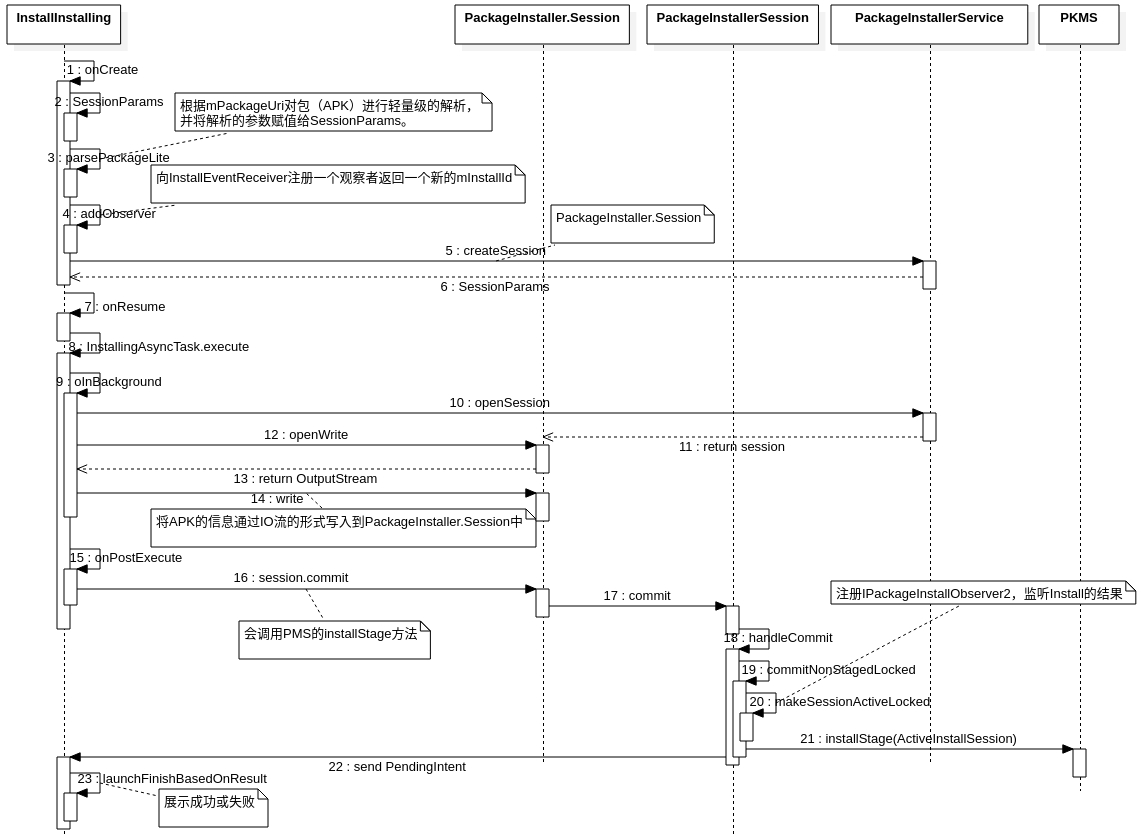 InstallInstalling
PackageInstaller.Session
PackageInstallerSession
PackageInstallerService
PKMS
1 : onCreate
2 : SessionParams
根据mPackageUri对包（APK）进行轻量级的解析，
并将解析的参数赋值给SessionParams。
3 : parsePackageLite
向InstallEventReceiver注册一个观察者返回一个新的mInstallId
4 : addObserver
PackageInstaller.Session
5 : createSession
6 : SessionParams
7 : onResume
8 : InstallingAsyncTask.execute
9 : oInBackground
10 : openSession
11 : return session
12 : openWrite
13 : return OutputStream
14 : write
将APK的信息通过IO流的形式写入到PackageInstaller.Session中
15 : onPostExecute
16 : session.commit
17 : commit
注册IPackageInstallObserver2，监听Install的结果
会调用PMS的installStage方法
18 : handleCommit
19 : commitNonStagedLocked
20 : makeSessionActiveLocked
21 : installStage(ActiveInstallSession)
22 : send PendingIntent
23 : launchFinishBasedOnResult
展示成功或失败